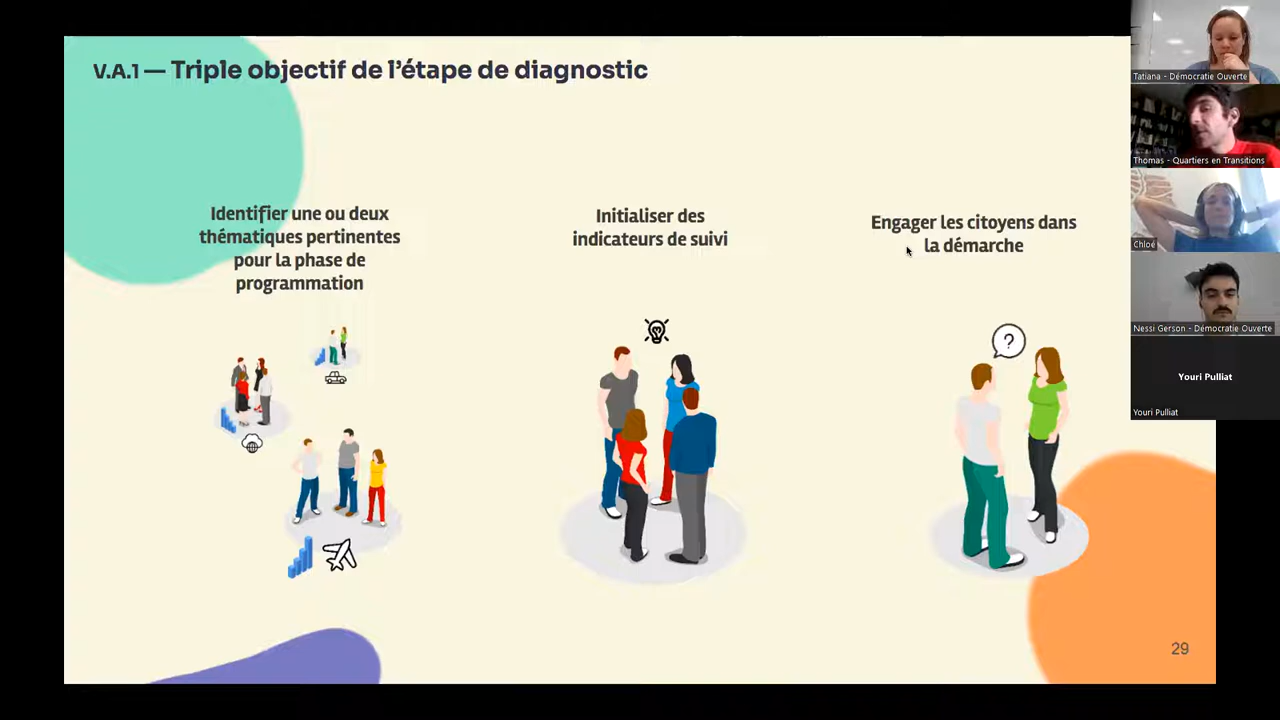 V.A.1 — Triple objectif de l’étape de diagnostic
Identifier une ou deux
thématiques pertinentes
pour la phase de
programmation
Initialiser des
indicateurs de suivi
Engager les citoyens dans
la démarche
?
29
Tatiana - Démocratie Ouverte
Thomas - Quartiers en Transitions
Chloé
Nessi Gerson - Démocratie Ouverte
Youri Pulliat
Youri Pulliat